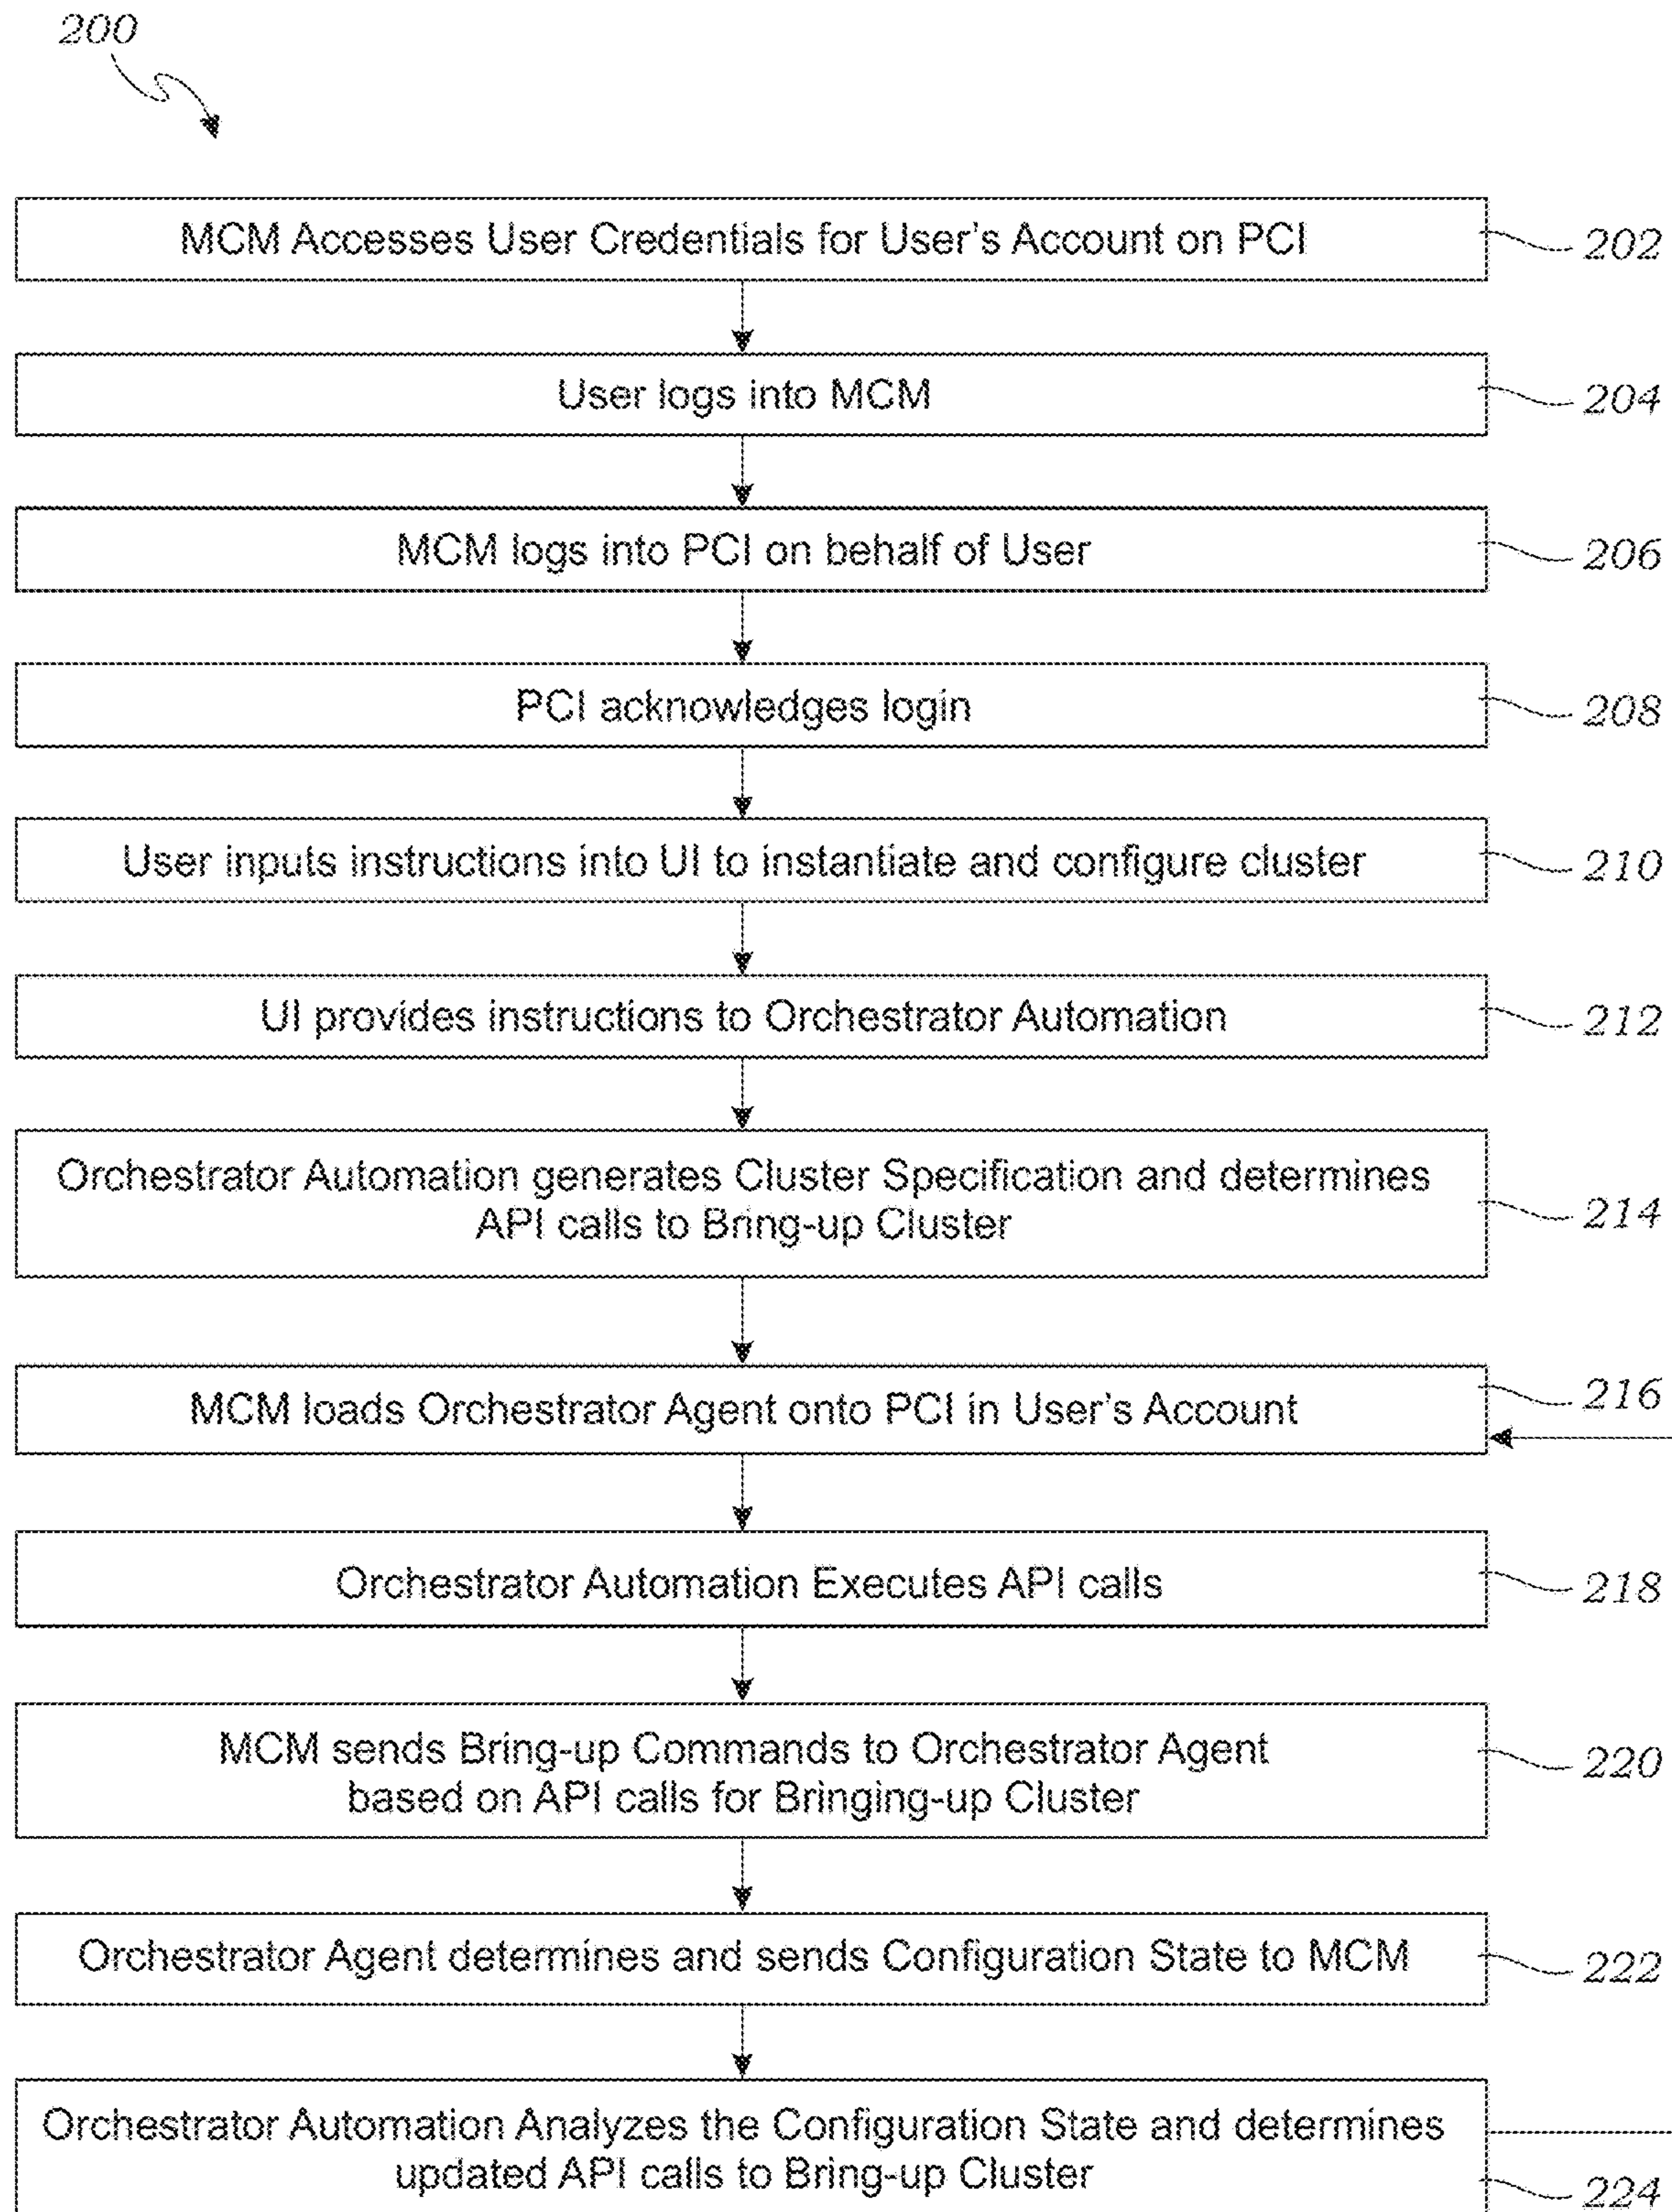 200
MCM Accesses User Credentials for User's Account on PCI
202
User logs into MCM
204
MCM logs into PCI on behalf of User
206
PCI acknowledges login
208
User inputs instructions into UI to instantiate and configure cluster
210
UI provides instructions to Orchestrator Automation
212
Orchestrator Automation generates Cluster Specification and determines
API calls to Bring-up Cluster
214
MCM loads Orchestrator Agent onto PCI in User's Account
216
Orchestrator Automation Executes API calls
218
MCM sends Bring-up Commands to Orchestrator Agent
based on API calls for Bringing-up Cluster
220
Orchestrator Agent determines and sends Configuration State to MCM
222
Orchestrator Automation Analyzes the Configuration State and determines
updated API calls to Bring-up Cluster
224